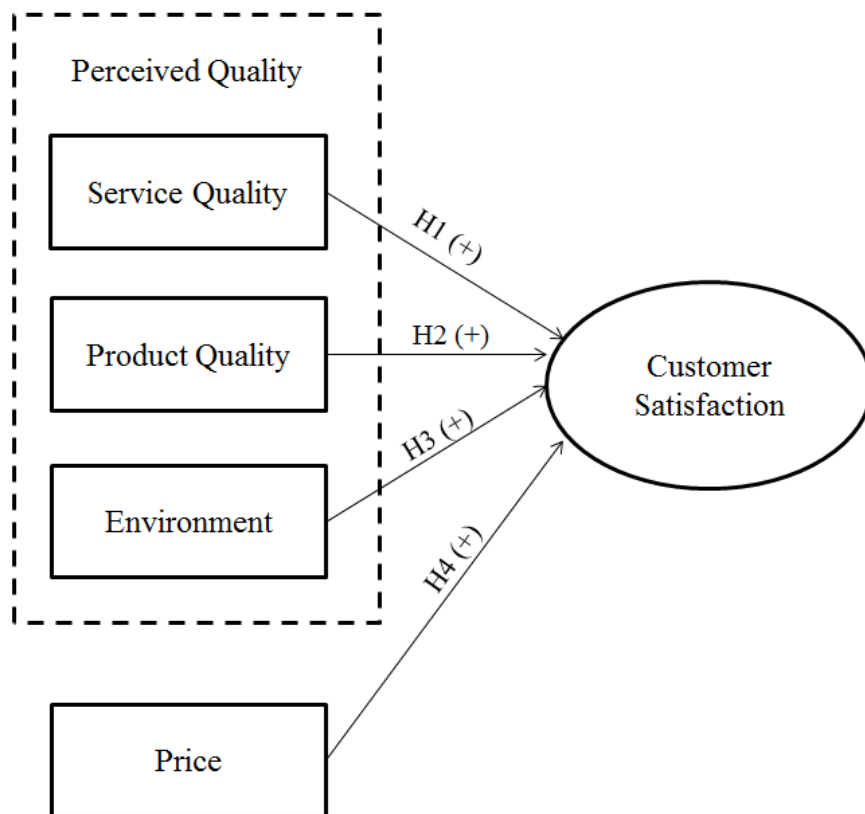 Perceived Quality
Service Quality
H1 (+)
Product Quality
H2 (+)
Customer
Satisfaction
H3 (+)
Environment
H4 (+)
Price